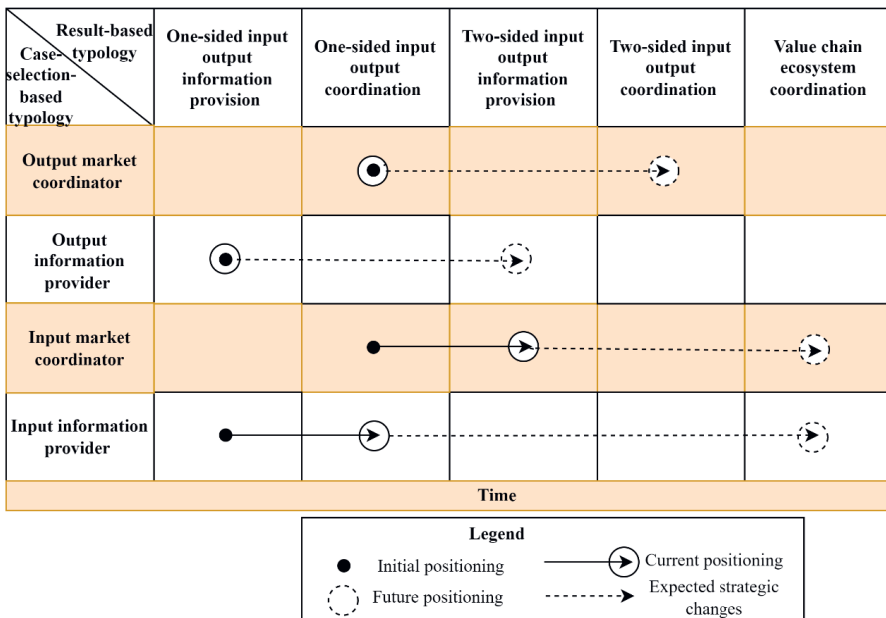 Result-based
typology
Case-
selection-
based
typology
One-sided input
output
information
provision
One-sided input
output
coordination
Two-sided input
output
information
provision
Two-sided input
output
coordination
Value chain
ecosystem
coordination
Output market
coordinator
Output
information
provider
Input market
coordinator
Input information
provider
Time
Legend
Initial positioning
Current positioning
Future positioning
Expected strategic
changes